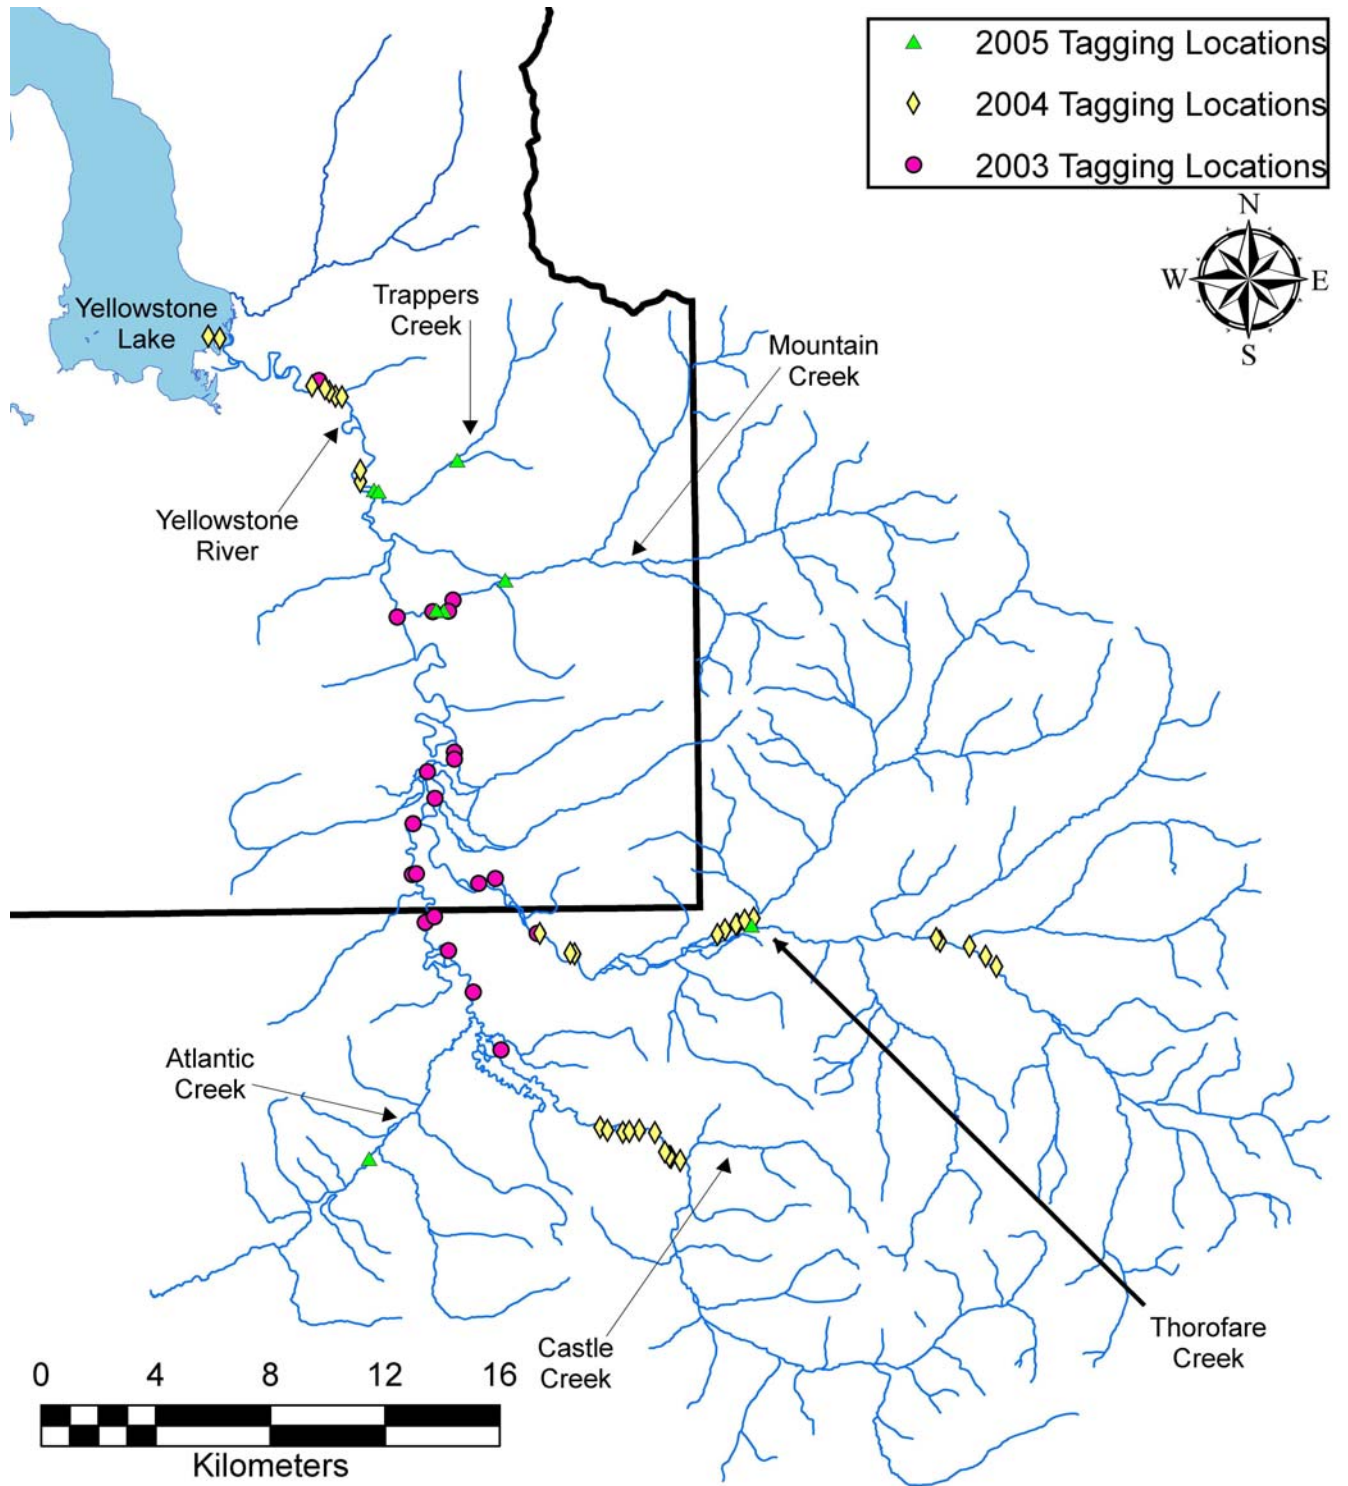 2005 Tagging Locations
2004 Tagging Locations
2003 Tagging Locations
N
W
E
S
Yellowstone
Lake
Trappers
Creek
Mountain
Creek
Yellowstone
River
Atlantic
Creek
Castle
Creek
Thorofare
Creek
0 4 8 12 16
Kilometers